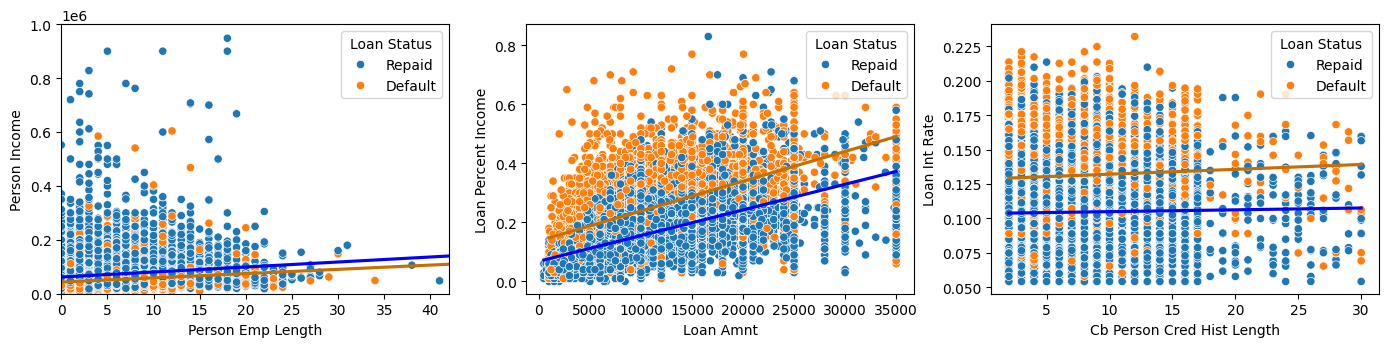 1e6
1.0
0.8
0.6
0.4
0.2
0.0
Person Income
0 5 10 15 20 25 30 35 40
Person Emp Length
Loan Status
Repaid
Default
0.8
0.6
0.4
0.2
0.0
Loan Percent Income
0 5000 10000 15000 20000 25000 30000 35000
Loan Amnt
Loan Status
Repaid
Default
0.225
0.200
0.175
0.150
0.125
0.100
0.075
0.050
Loan Int Rate
5 10 15 20 25 30
Cb Person Cred Hist Length
Loan Status
Repaid
Default